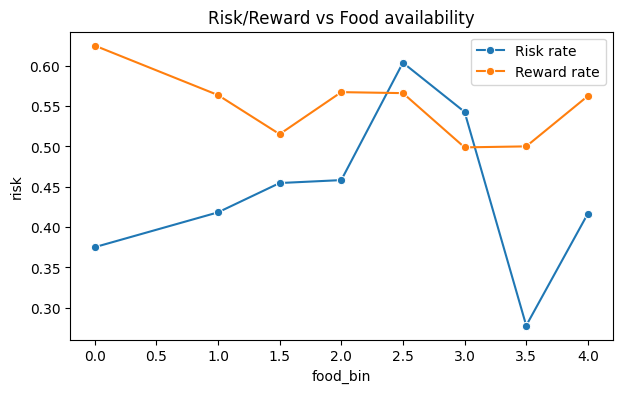 Risk/Reward vs Food availability
Risk rate
Reward rate
risk
0.60
0.55
0.50
0.45
0.40
0.35
0.30
0.0 0.5 1.0 1.5 2.0 2.5 3.0 3.5 4.0
food_bin